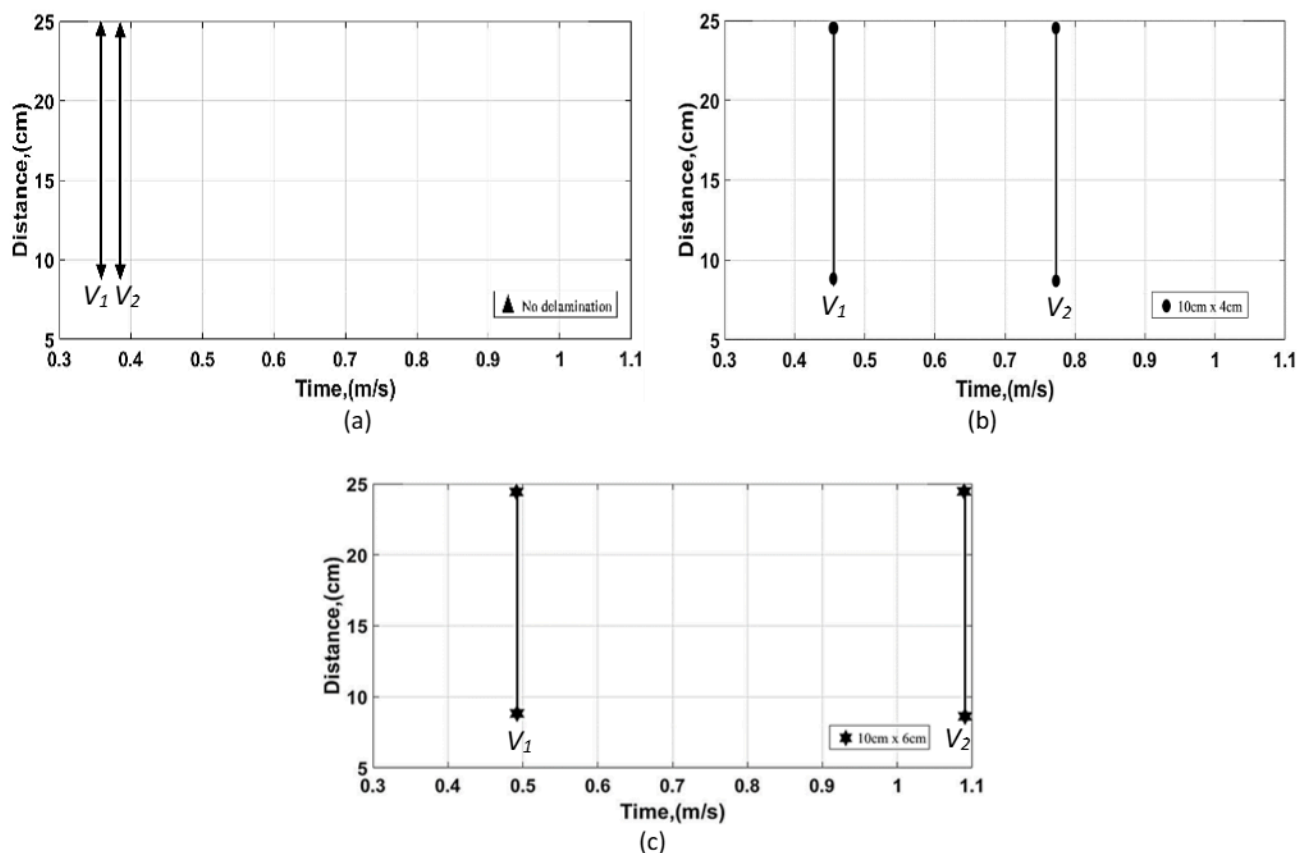 25
20
15
10
5
Distance,(cm)
V1 V2
No delamination
0.3 0.4 0.5 0.6 0.7 0.8 0.9 1 1.1
Time,(m/s)
(a)
25
20
15
10
5
Distance,(cm)
V1 V2
10cm x 4cm
0.3 0.4 0.5 0.6 0.7 0.8 0.9 1 1.1
Time,(m/s)
(b)
25
20
15
10
5
Distance,(cm)
V1 V2
10cm x 6cm
0.3 0.4 0.5 0.6 0.7 0.8 0.9 1 1.1
Time,(m/s)
(c)